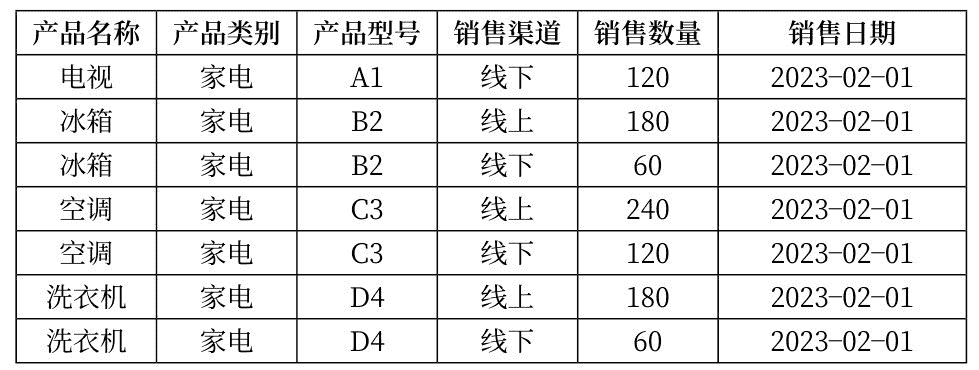 产品名称 产品类别 产品型号 销售渠道 销售数量 销售日期
电视 家电 A1 线下 120 2023-02-01
冰箱 家电 B2 线上 180 2023-02-01
冰箱 家电 B2 线下 60 2023-02-01
空调 家电 C3 线上 240 2023-02-01
空调 家电 C3 线下 120 2023-02-01
洗衣机 家电 D4 线上 180 2023-02-01
洗衣机 家电 D4 线下 60 2023-02-01